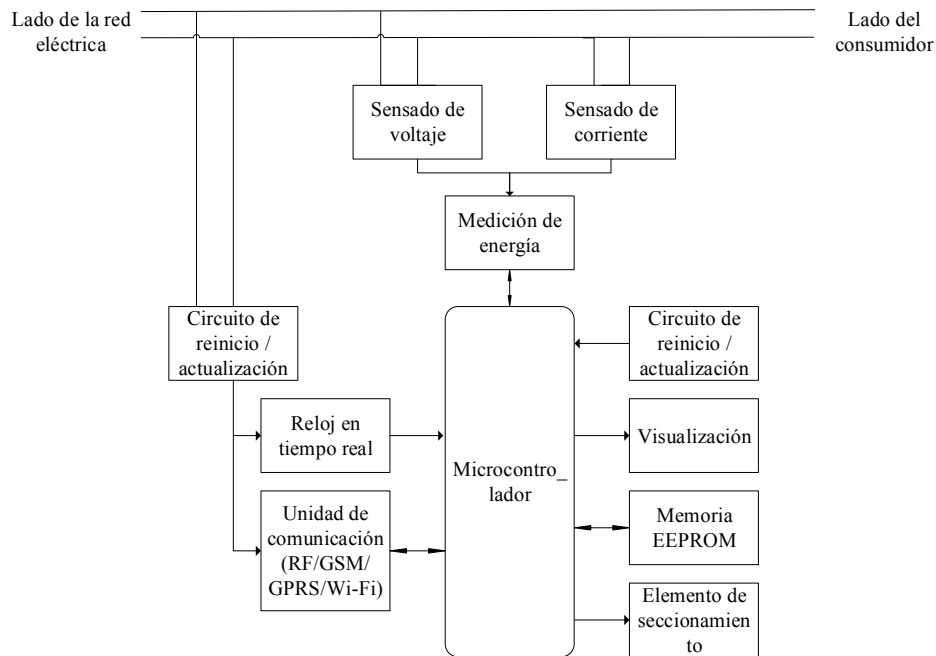 Lado de la red
eléctrica
Lado del
consumidor
Sensado de
voltaje
Sensado de
corriente
Medición de
energía
Circuito de
reinicio /
actualización
Circuito de
reinicio /
actualización
Reloj en
tiempo real
Visualización
Microcontro_
lador
Unidad de
comunicación
(RF/GSM/
GPRS/Wi-Fi)
Memoria
EEPROM
Elemento de
seccionamien
to